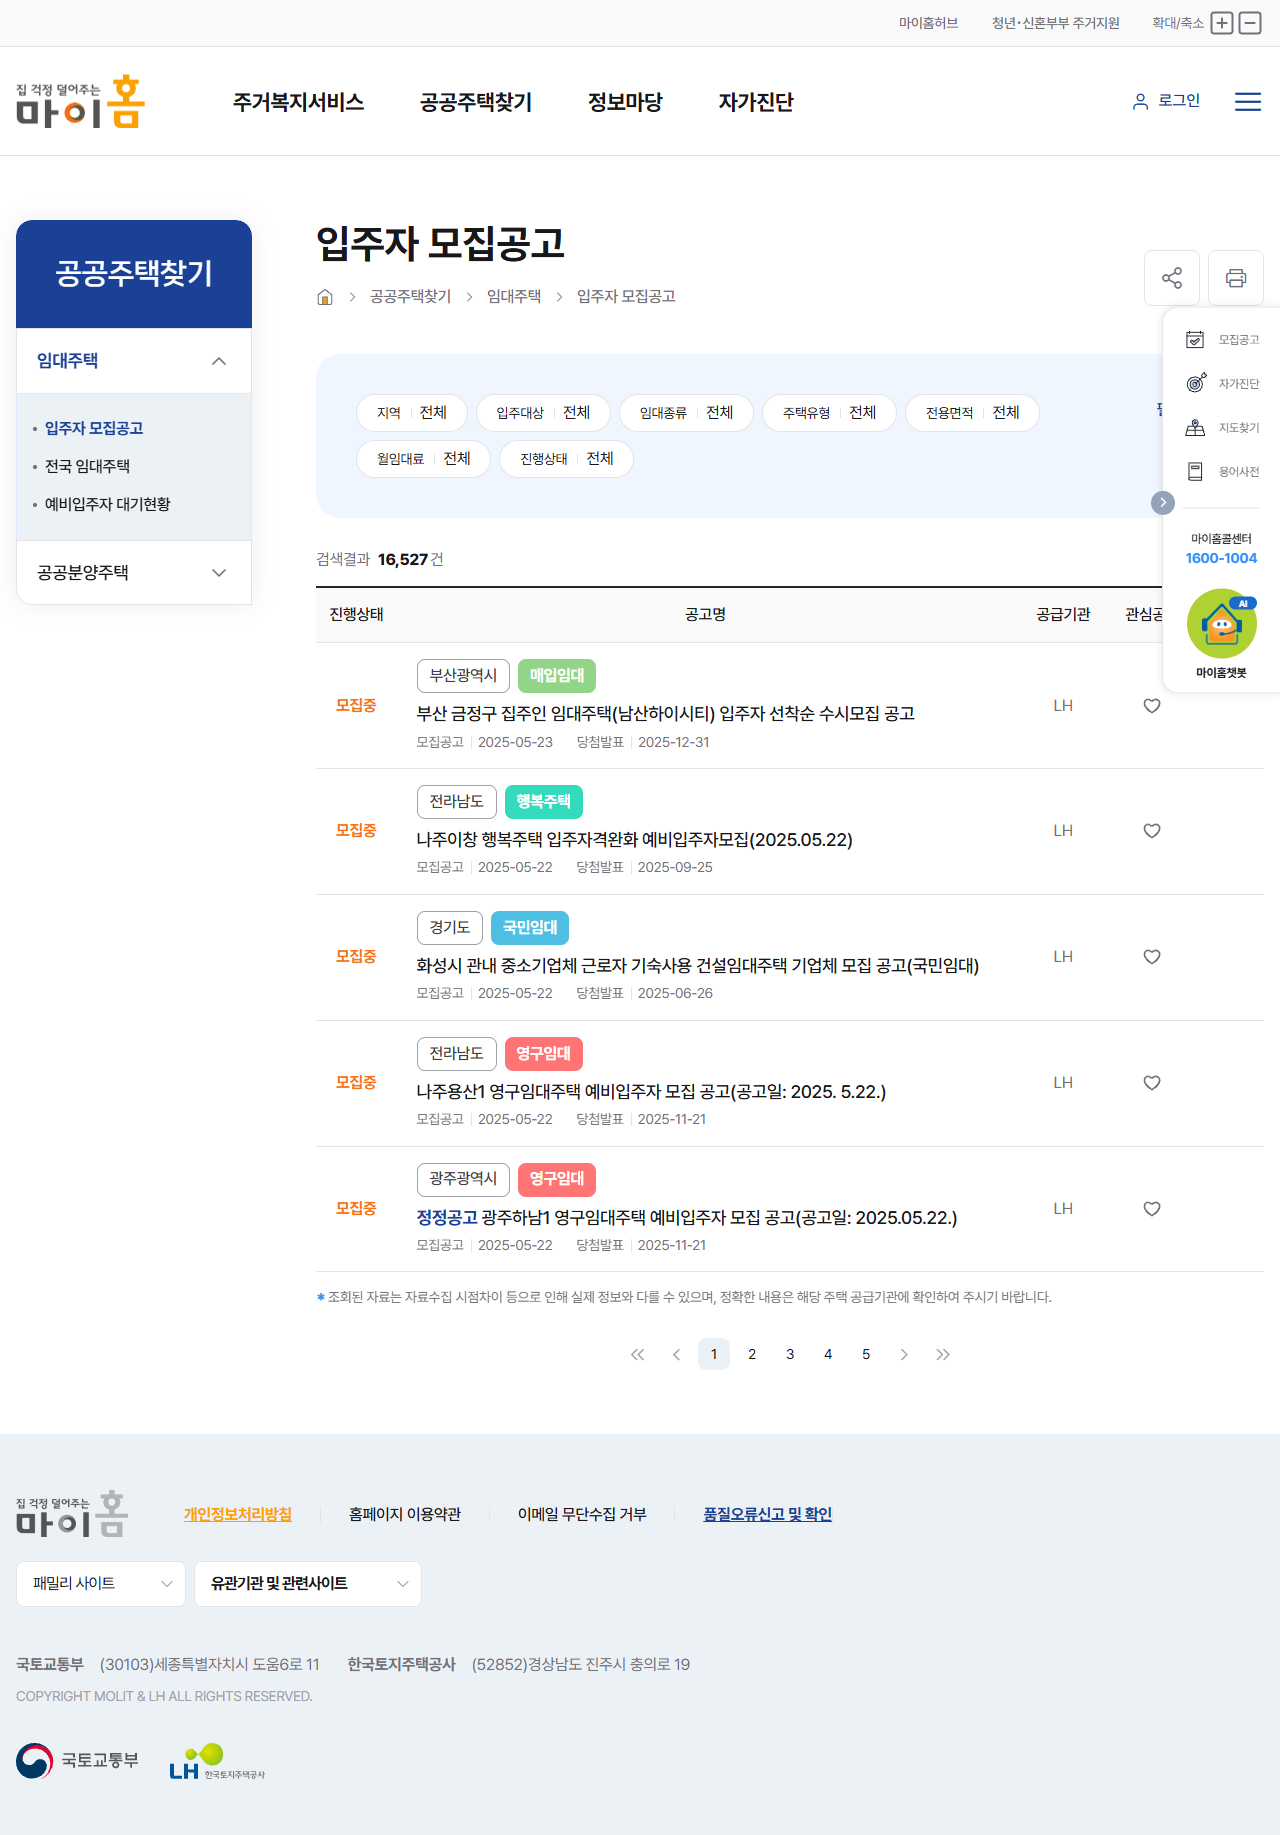 마이홈허브 청년·신혼부부 주거지원 확대/축소
집 걱정 덜어주는
마이홈
주거복지서비스 공공주택찾기 정보마당 자가진단 로그인
공공주택찾기
임대주택
입주자 모집공고
전국 임대주택
예비입주자 대기현황
공공분양주택
입주자 모집공고
공공주택찾기 임대주택 입주자 모집공고
지역 전체 입주대상 전체 임대종류 전체 주택유형 전체 전용면적 전체
월임대료 전체 진행상태 전체
모집공고
자가진단
지도찾기
용어사전
마이홈콜센터
1600-1004
AI
마이홈챗봇
검색결과 16,527 건
진행상태 공고명 공급기관 관심공
부산광역시 매입임대
모집중 부산 금정구 집주인 임대주택(남산하이시티) 입주자 선착순 수시모집 공고 LH
모집공고 2025-05-23 당첨발표 2025-12-31
전라남도 행복주택
모집중 나주이창 행복주택 입주자격완화 예비입주자모집(2025.05.22) LH
모집공고 2025-05-22 당첨발표 2025-09-25
경기도 국민임대
모집중 화성시 관내 중소기업체 근로자 기숙사용 건설임대주택 기업체 모집 공고(국민임대) LH
모집공고 2025-05-22 당첨발표 2025-06-26
전라남도 영구임대
모집중 나주용산1 영구임대주택 예비입주자 모집 공고(공고일: 2025. 5.22.) LH
모집공고 2025-05-22 당첨발표 2025-11-21
광주광역시 영구임대
모집중 정정공고 광주하남1 영구임대주택 예비입주자 모집 공고(공고일: 2025.05.22.) LH
모집공고 2025-05-22 당첨발표 2025-11-21
* 조회된 자료는 자료수집 시점차이 등으로 인해 실제 정보와 다를 수 있으며, 정확한 내용은 해당 주택 공급기관에 확인하여 주시기 바랍니다.
1 2 3 4 5
집 걱정 덜어주는
마이홈
개인정보처리방침 홈페이지 이용약관 이메일 무단수집 거부 품질오류신고 및 확인
패밀리 사이트 유관기관 및 관련사이트
국토교통부 (30103)세종특별자치시 도움6로 11 한국토지주택공사 (52852)경상남도 진주시 충의로 19
COPYRIGHT MOLIT & LH ALL RIGHTS RESERVED.
국토교통부 LH 한국토지주택공사